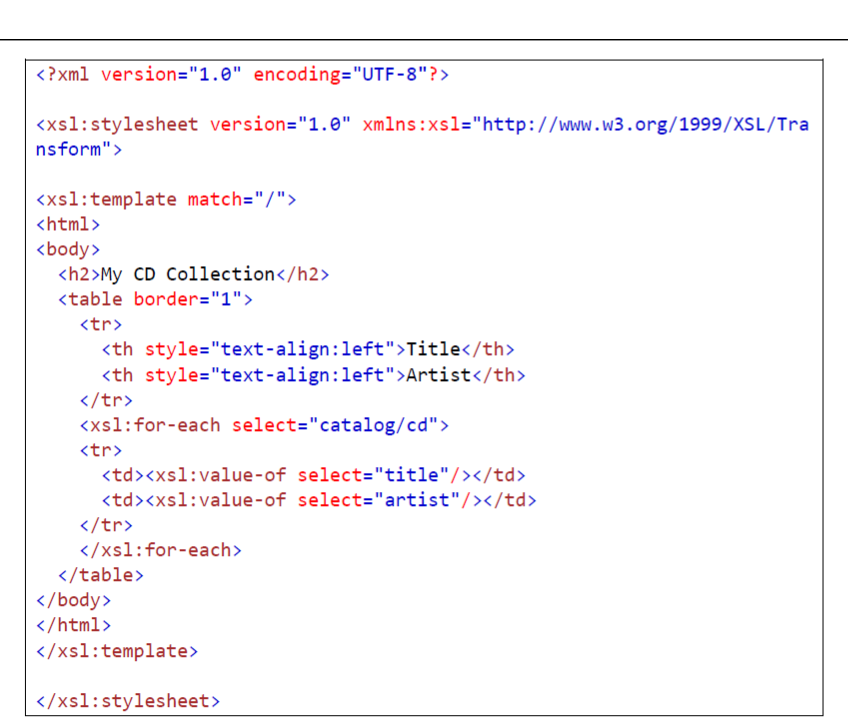 <?xml version="1.0" encoding="UTF-8"?>
<xsl:stylesheet version="1.0" xmlns:xsl="http://www.w3.org/1999/XSL/Tra
nsform">
<xsl:template match="/">
<html>
<body>
  <h2>My CD Collection</h2>
  <table border="1">
    <tr>
      <th style="text-align:left">Title</th>
      <th style="text-align:left">Artist</th>
    </tr>
    <xsl:for-each select="catalog/cd">
    <tr>
      <td><xsl:value-of select="title"/></td>
      <td><xsl:value-of select="artist"/></td>
    </tr>
    </xsl:for-each>
  </table>
</body>
</html>
</xsl:template>
</xsl:stylesheet>